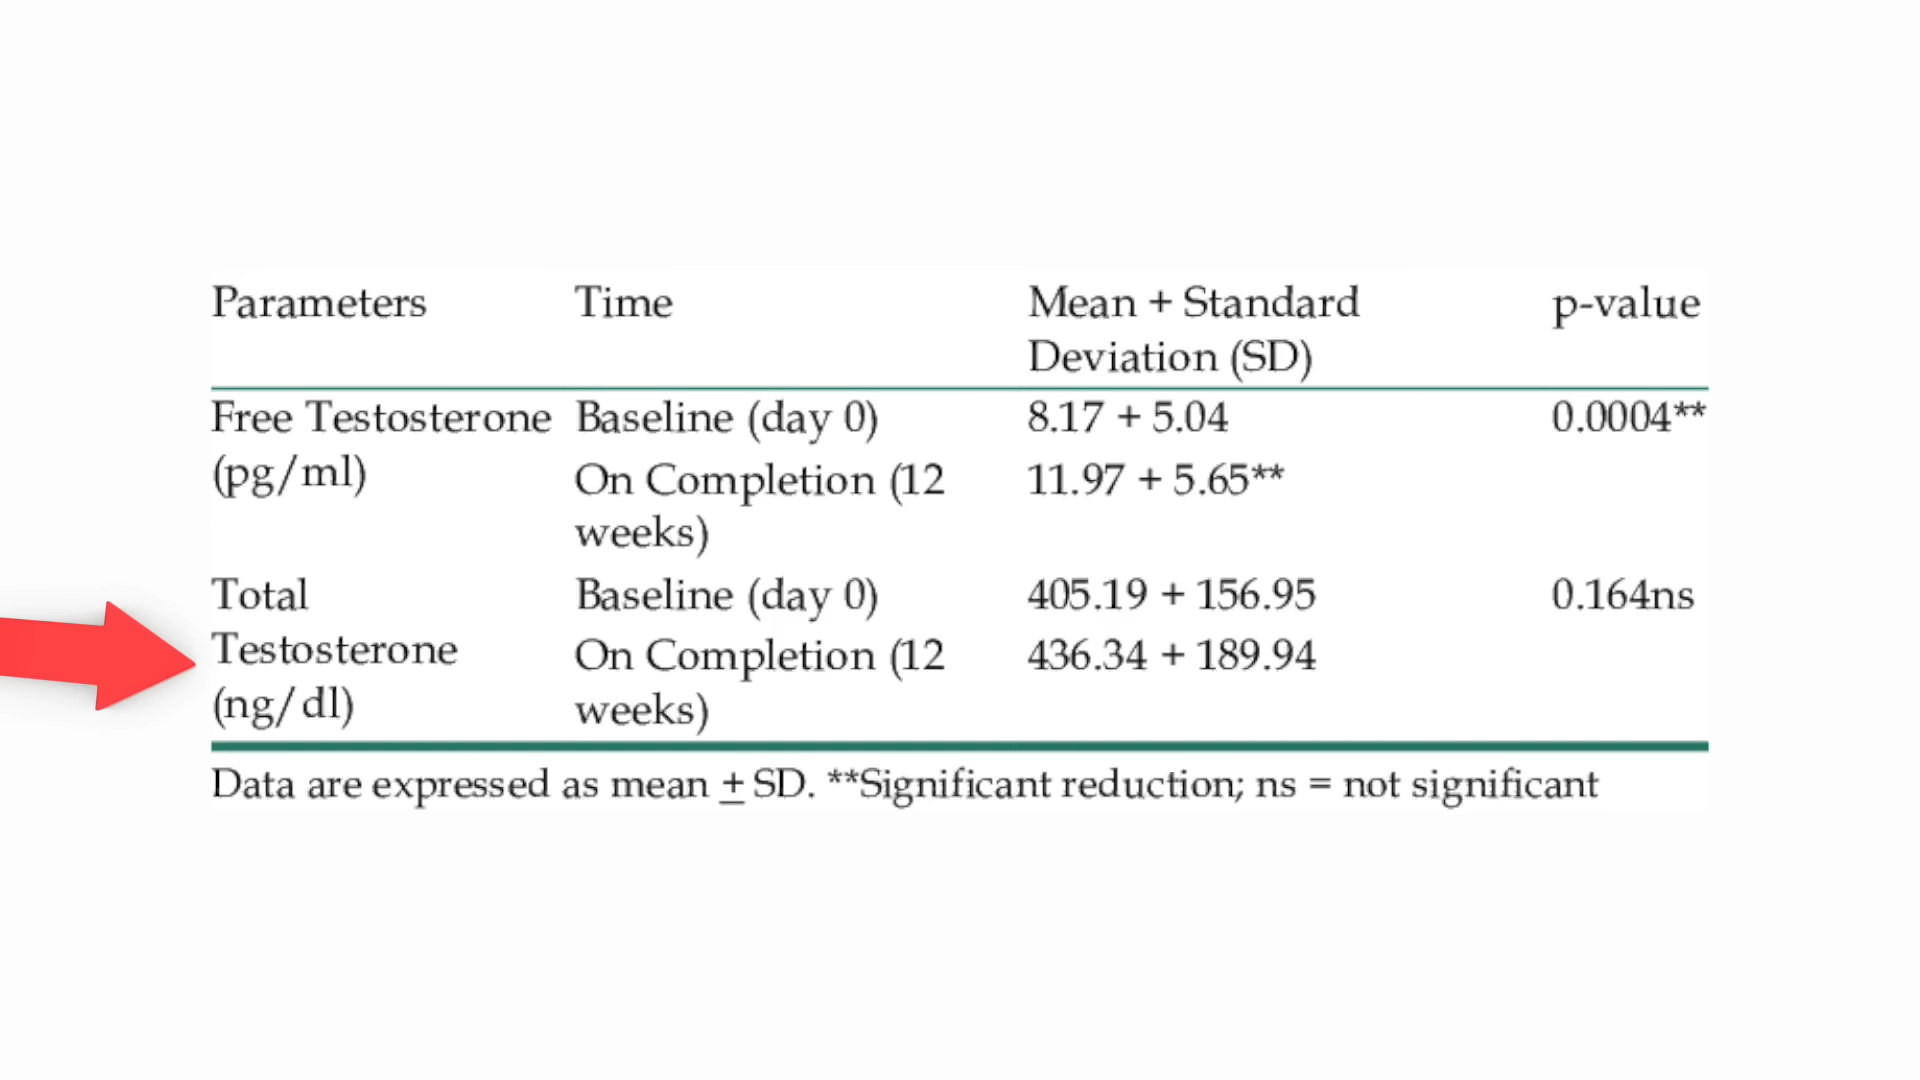 Parameters Time Mean + Standard Deviation (SD) p-value
Free Testosterone (pg/ml) Baseline (day 0) 8.17 + 5.04 0.0004**
On Completion (12 weeks) 11.97 + 5.65**
Total Testosterone (ng/dl) Baseline (day 0) 405.19 + 156.95 0.164ns
On Completion (12 weeks) 436.34 + 189.94
Data are expressed as mean ± SD. **Significant reduction; ns = not significant